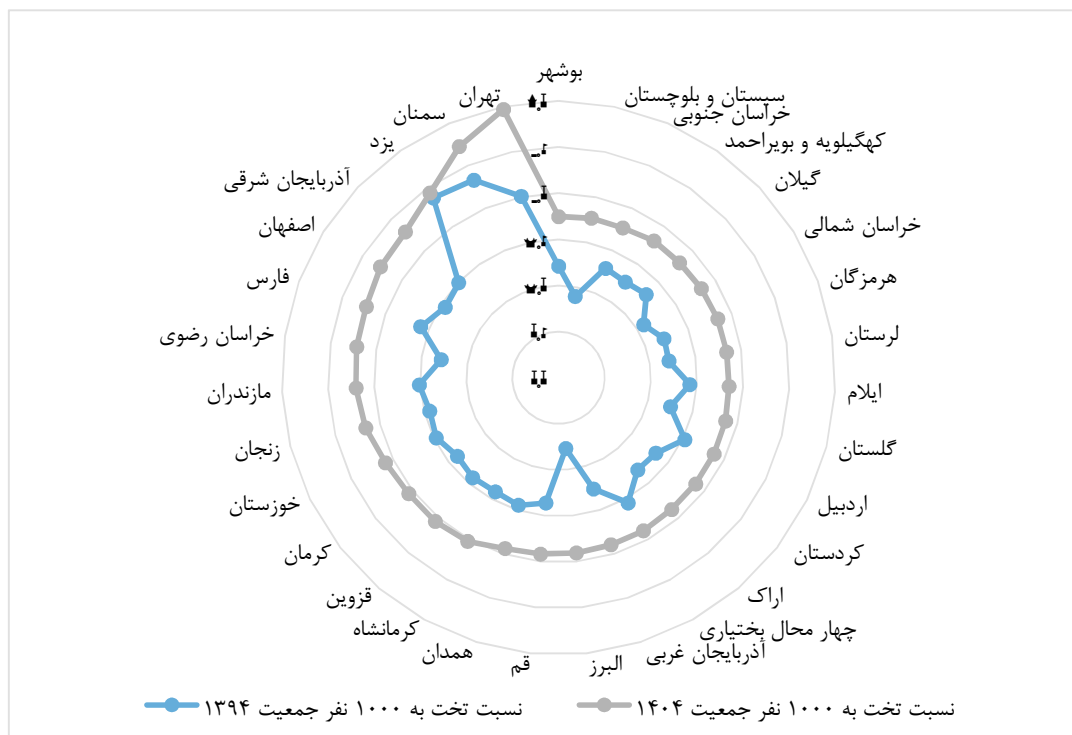 بوشهر
سیستان و بلوچستان
خراسان جنوبی
کهگیلویه و بویراحمد
گیلان
خراسان شمالی
هرمزگان
لرستان
ایلام
گلستان
اردبیل
کردستان
اراک
چهار محال بختیاری
آذربایجان غربی
البرز
قم
همدان
کرمانشاه
قزوین
کرمان
خوزستان
زنجان
مازندران
خراسان رضوی
فارس
اصفهان
آذربایجان شرقی
یزد
سمنان
تهران
نسبت تخت به ۱۰۰۰ نفر جمعیت ۱۳۹۴
نسبت تخت به ۱۰۰۰ نفر جمعیت ۱۴۰۴